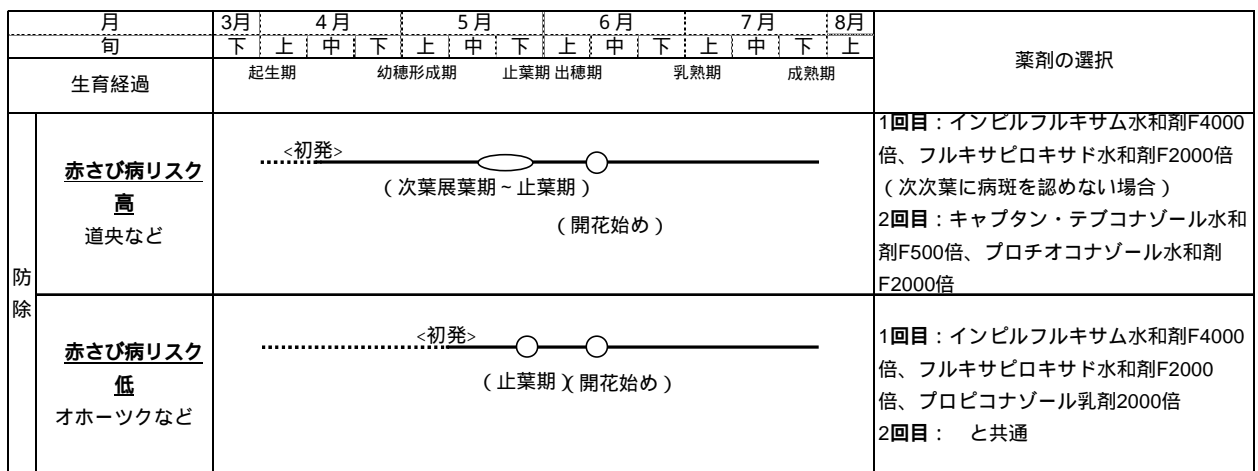 月 3月 4月 5月 6月 7月 8月 薬剤の選択
旬 下 上 中 下 上 中 下 上 中 下 上 中 下 上
生育経過 起生期 幼穂形成期 止葉期 出穂期 乳熟期 成熟期
防除
赤さび病リスク
高
道央など
<初発>
(次葉展葉期~止葉期)
(開花始め)
1回目:インピルフルキサム水和剤F4000
倍、フルキサピロキサド水和剤F2000倍
(次次葉に病斑を認めない場合)
2回目:キャプタン・テブコナゾール水和
剤F500倍、プロチオコナゾール水和剤
F2000倍
赤さび病リスク
低
オホーツクなど
<初発>
(止葉期)(開花始め)
1回目:インピルフルキサム水和剤F4000
倍、フルキサピロキサド水和剤F2000
倍、プロピコナゾール乳剤2000倍
2回目: と共通